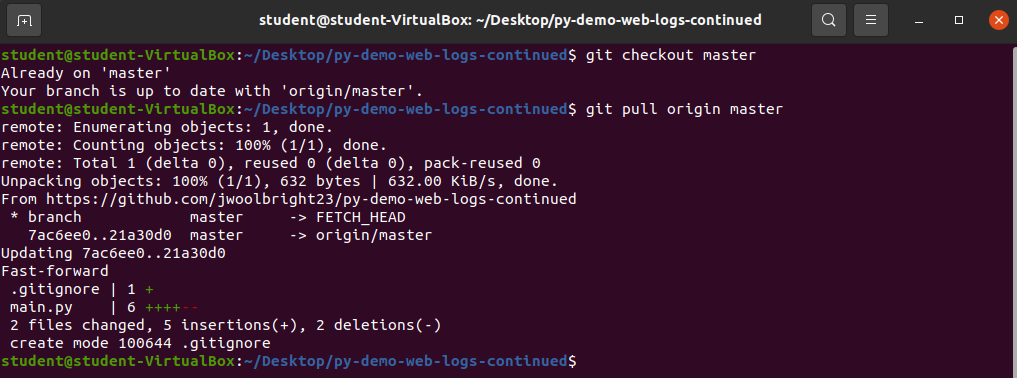 student@student-VirtualBox: ~/Desktop/py-demo-web-logs-continued
student@student-VirtualBox:~/Desktop/py-demo-web-logs-continued$ git checkout master
Already on 'master'
Your branch is up to date with 'origin/master'.
student@student-VirtualBox:~/Desktop/py-demo-web-logs-continued$ git pull origin master
remote: Enumerating objects: 1, done.
remote: Counting objects: 100% (1/1), done.
remote: Total 1 (delta 0), reused 0 (delta 0), pack-reused 0
Unpacking objects: 100% (1/1), 632 bytes | 632.00 KiB/s, done.
From https://github.com/jwoolbright23/py-demo-web-logs-continued
 * branch            master     -> FETCH_HEAD
   7ac6ee0..21a30d0  master     -> origin/master
Updating 7ac6ee0..21a30d0
Fast-forward
 .gitignore | 1 +
 main.py    | 6 ++++--
 2 files changed, 5 insertions(+), 2 deletions(-)
 create mode 100644 .gitignore
student@student-VirtualBox:~/Desktop/py-demo-web-logs-continued$